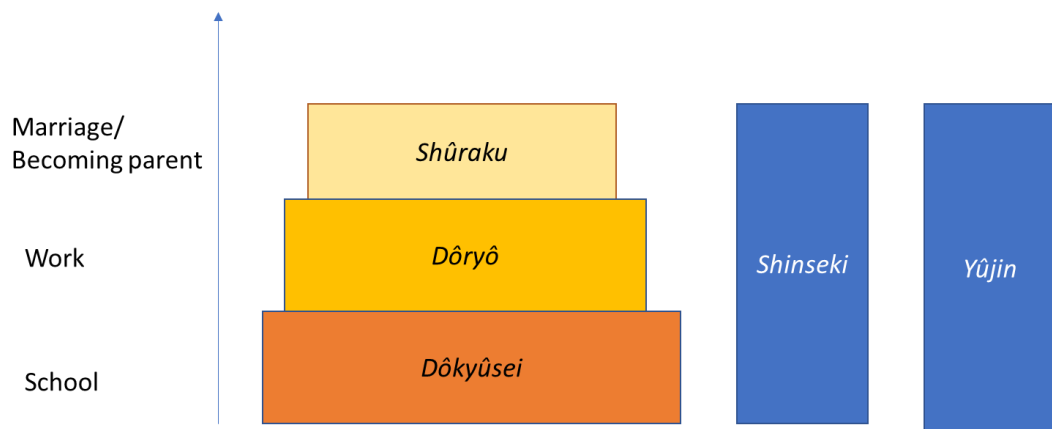 Marriage/
Becoming parent
Shûraku
Work
Dôryô
Shinseki
Yûjin
School
Dôkyûsei